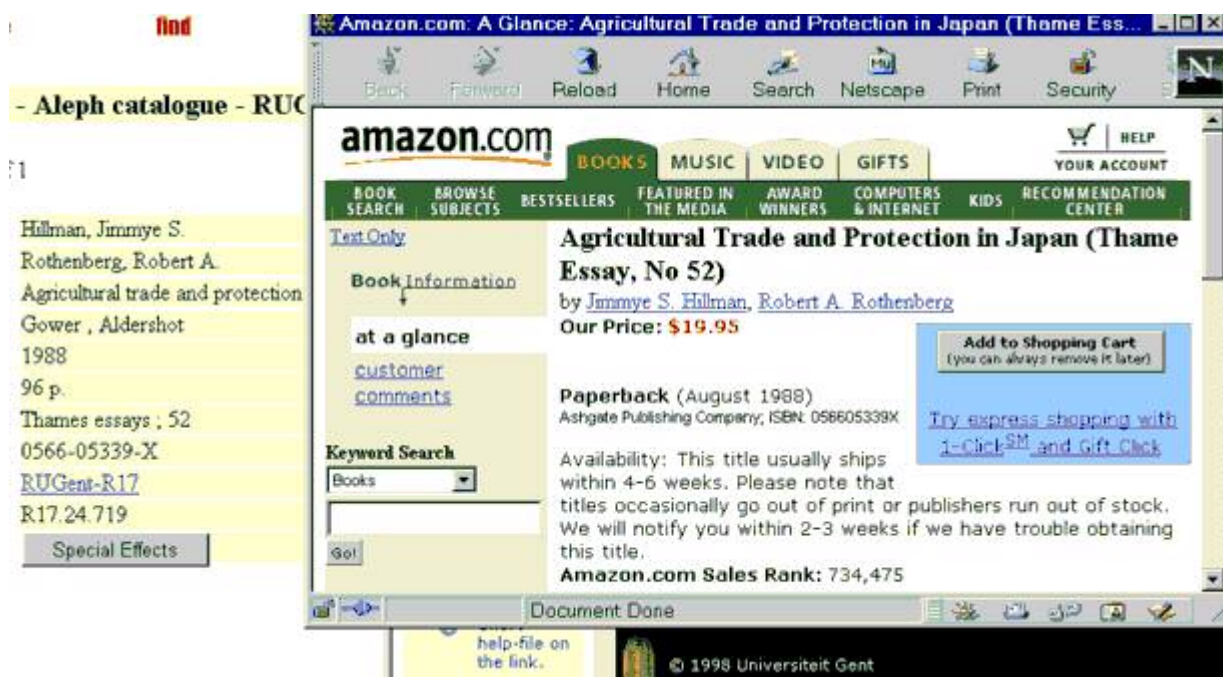 find
- Aleph catalogue - RUG
1
Hillman, Jimmye S.
Rothenberg, Robert A.
Agricultural trade and protection
Gower , Aldershot
1988
96 p.
Thames essays ; 52
0566-05339-X
RUGent-R17
R17.24.719
Special Effects
Amazon.com: A Glance: Agricultural Trade and Protection in Japan (Thame Ess...
Back Forward Reload Home Search Netscape Print Security
My
N
amazon.com
BOOKS MUSIC VIDEO GIFTS
HELP
YOUR ACCOUNT
BOOK SEARCH
BROWSE SUBJECTS
BESTSELLERS
FEATURED IN THE MEDIA
AWARD WINNERS
COMPUTERS & INTERNET
KIDS
RECOMMENDATION CENTER
Text Only
Book Information
at a glance
customer
comments
Keyword Search
Books
Go!
Agricultural Trade and Protection in Japan (Thame
Essay, No 52)
by Jimmye S. Hillman, Robert A. Rothenberg
Our Price: $19.95
Add to Shopping Cart
(you can always remove it later)
Try express shopping with
1-ClickSM and Gift Click
Paperback (August 1988)
Ashgate Publishing Company; ISBN: 056605339X
Availability: This title usually ships
within 4-6 weeks. Please note that
titles occasionally go out of print or publishers run out of stock.
We will notify you within 2-3 weeks if we have trouble obtaining
this title.
Amazon.com Sales Rank: 734,475
Document Done
help-file on
the link.
© 1998 Universiteit Gent